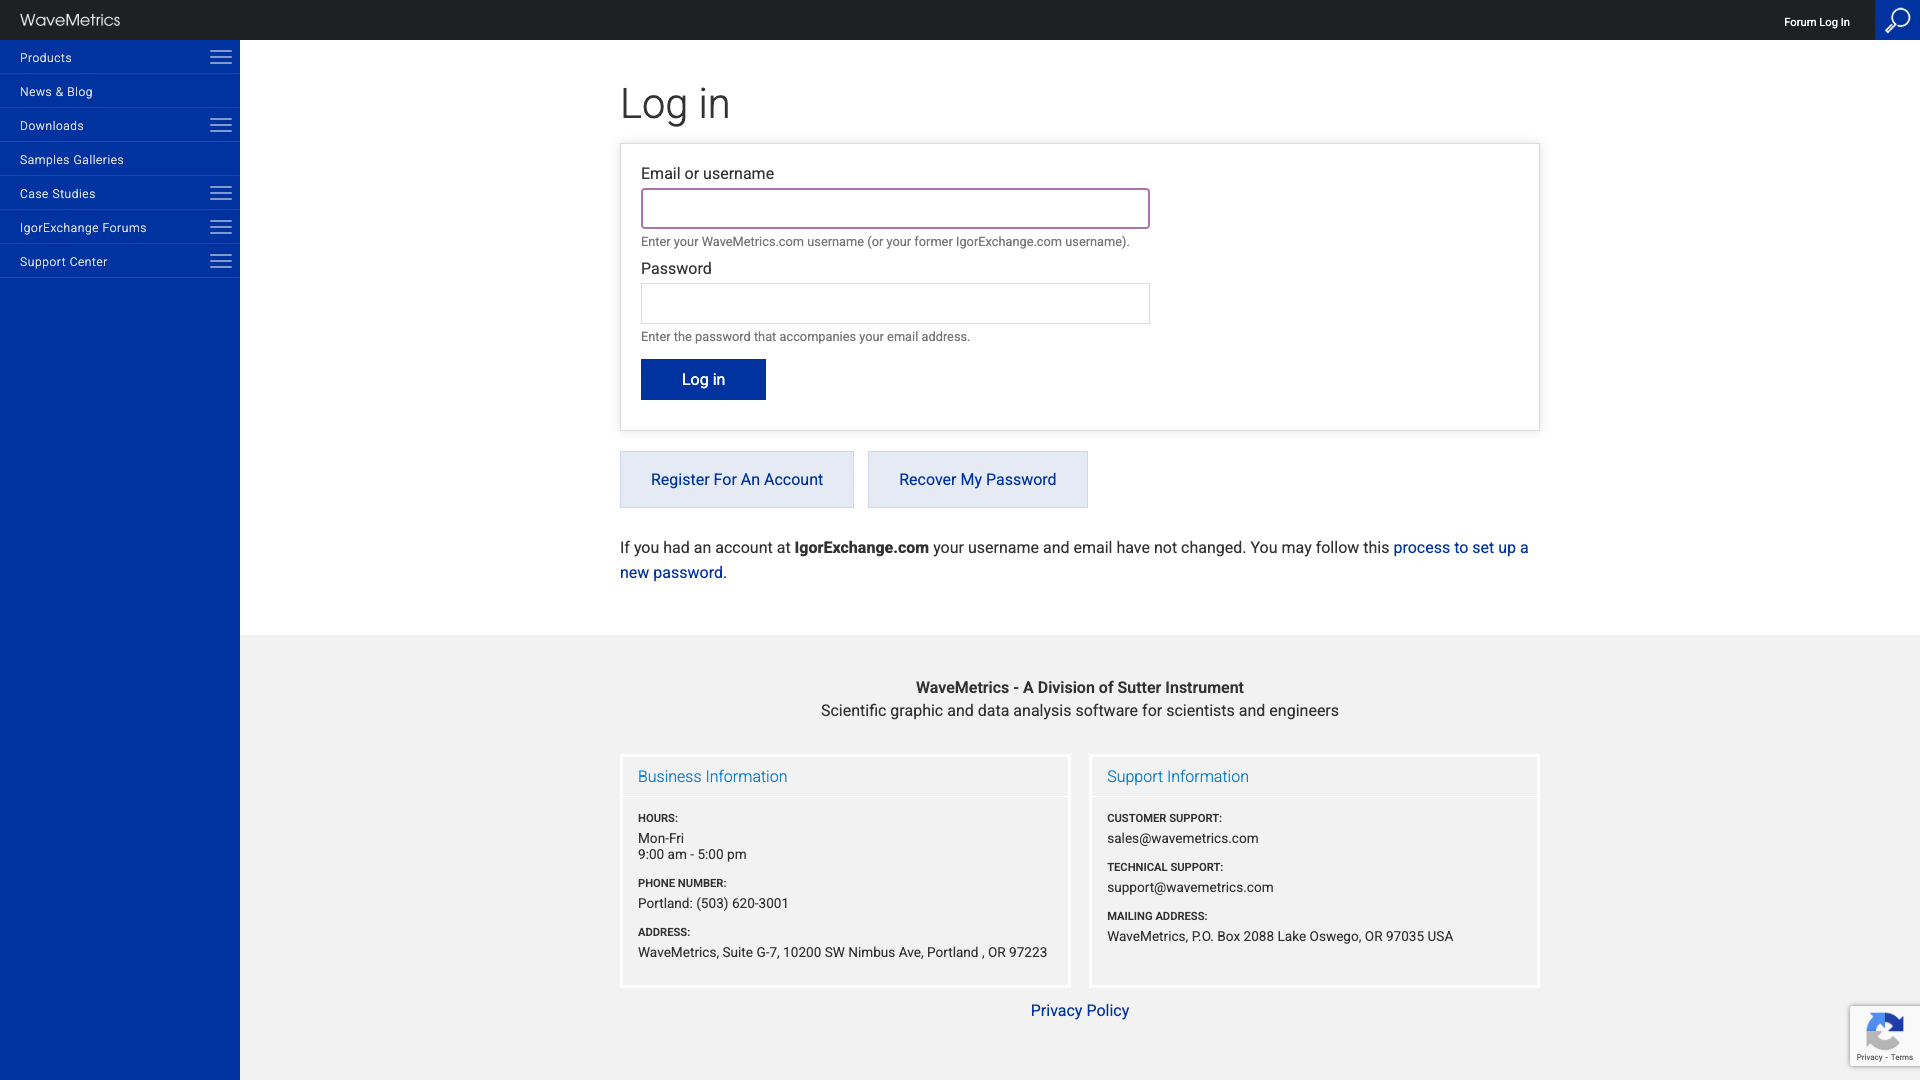 WaveMetrics
Forum Log In
Products
News & Blog
Downloads
Samples Galleries
Case Studies
IgorExchange Forums
Support Center
Log in
Email or username
Enter your WaveMetrics.com username (or your former IgorExchange.com username).
Password
Enter the password that accompanies your email address.
Log in
Register For An Account
Recover My Password
If you had an account at IgorExchange.com your username and email have not changed. You may follow this process to set up a
new password.
WaveMetrics - A Division of Sutter Instrument
Scientific graphic and data analysis software for scientists and engineers
Business Information
HOURS:
Mon-Fri
9:00 am - 5:00 pm
PHONE NUMBER:
Portland: (503) 620-3001
ADDRESS:
WaveMetrics, Suite G-7, 10200 SW Nimbus Ave, Portland , OR 97223
Support Information
CUSTOMER SUPPORT:
sales@wavemetrics.com
TECHNICAL SUPPORT:
support@wavemetrics.com
MAILING ADDRESS:
WaveMetrics, P.O. Box 2088 Lake Oswego, OR 97035 USA
Privacy Policy
Privacy - Terms